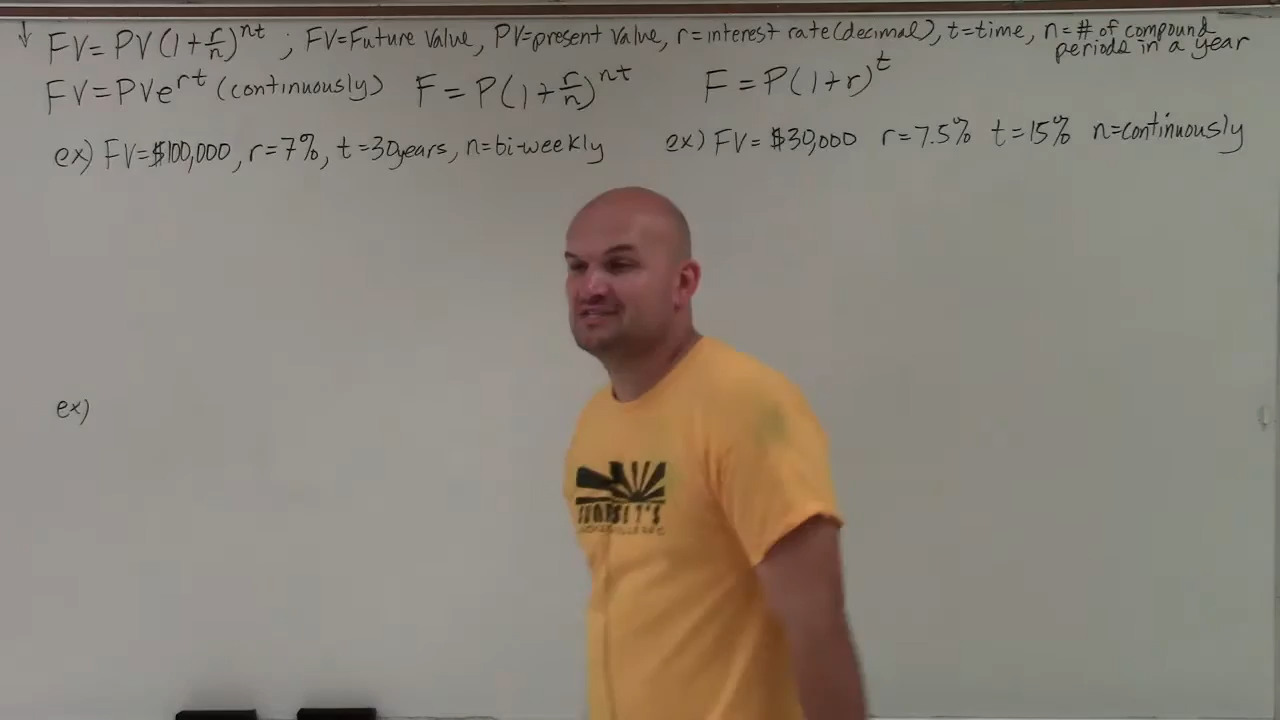 ↓ FV = PV(1+r/n)^nt ; FV=Future Value, PV=present value, r=interest rate(decimal), t=time, n=# of compound periods in a year
FV=PVe^rt (continuously) F = P(1+r/n)^nt F = P(1+r)^t
ex) FV=$100,000, r=7%, t=30years, n=bi-weekly
ex) FV= $30,000 r=7.5% t=15% n=continuously
ex)